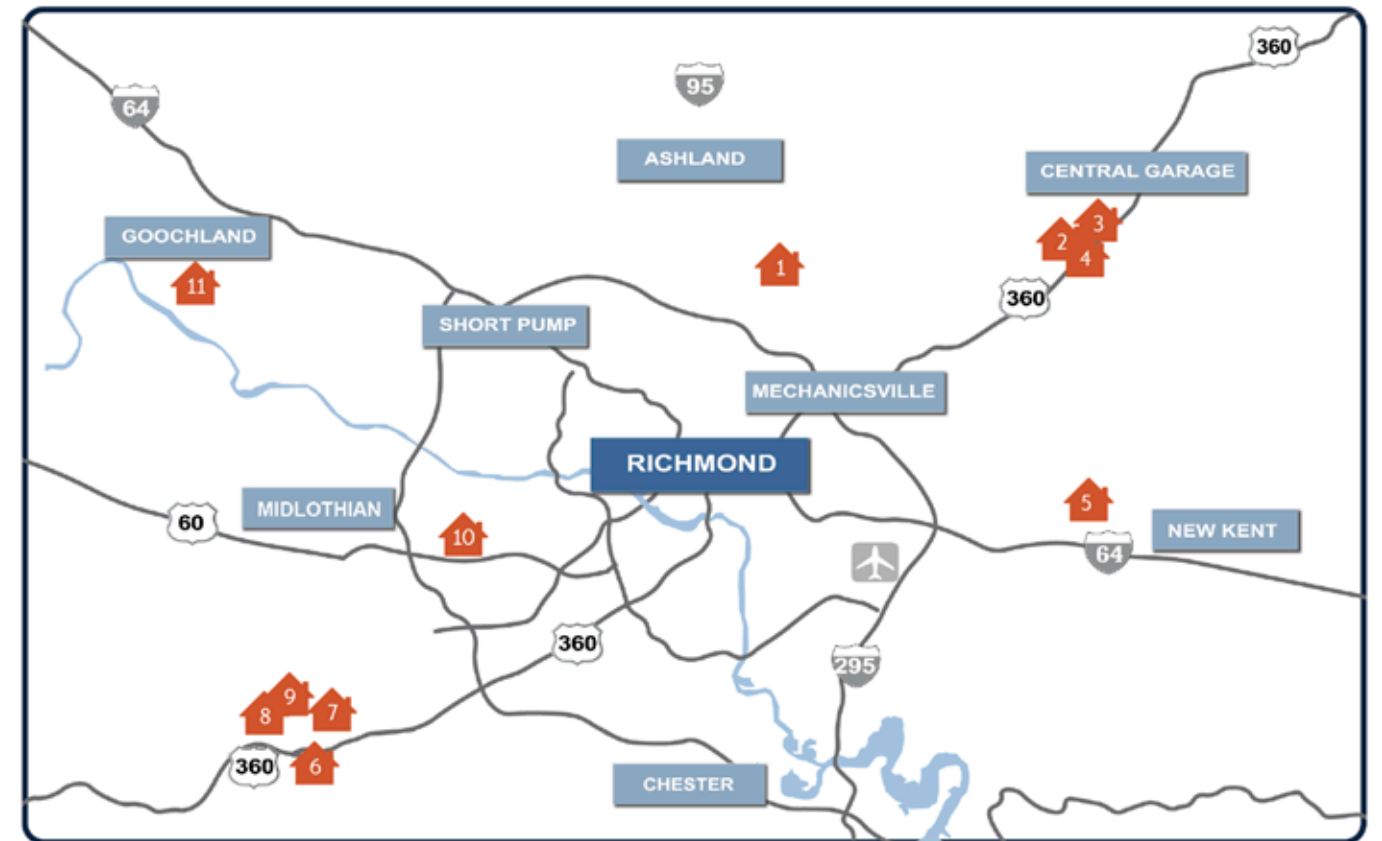 360
64
95
ASHLAND
CENTRAL GARAGE
3
GOOCHLAND
2
4
1
11
360
SHORT PUMP
MECHANICSVILLE
RICHMOND
5
MIDLOTHIAN
60
10
NEW KENT
64
360
295
9
7
8
6
360
CHESTER